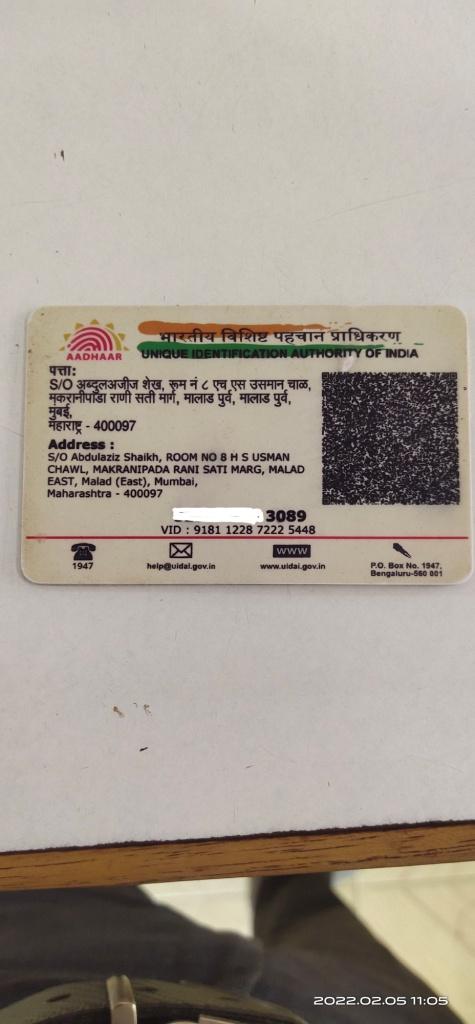 भारतीय विशिष्ट पहचान प्राधिकरण
AADHAAR
UNIQUE IDENTIFICATION AUTHORITY OF INDIA
पत्ता:
S/O अब्दुलअजीज शेख, रूम नं ८ एच एस उसमान चाळ,
मकरानीपाडा राणी सती मार्ग, मालाड पुर्व, मालाड पुर्व,
मुंबई,
महाराष्ट्र - 400097
Address :
S/O Abdulaziz Shaikh, ROOM NO 8 H S USMAN
CHAWL, MAKRANIPADA RANI SATI MARG, MALAD
EAST, Malad (East), Mumbai,
Maharashtra - 400097
3089
VID : 9181 1228 7222 5448
WWW
1947
help@uidai.gov.in
www.uidai.gov.in
P.O. Box No. 1947,
Bengaluru-560 001
2022.02.05 11:05